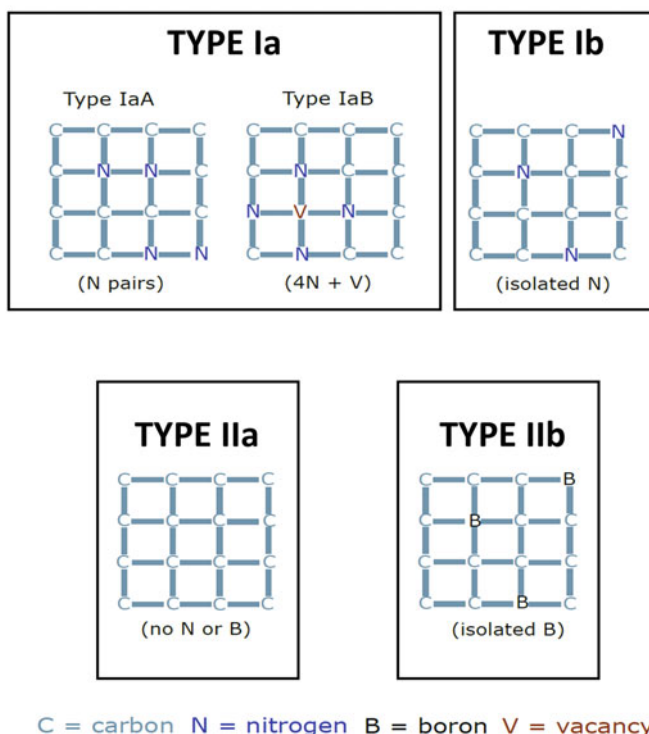 TYPE Ia
Type IaA
C C C C
C N N C
C C C C
C C N N
(N pairs)
Type IaB
C C C C
C N C C
N V N C
C N C C
(4N + V)
TYPE Ib
C C C N
C N C C
C C C C
C C N C
(isolated N)
TYPE IIa
C C C C
C C C C
C C C C
C C C C
(no N or B)
TYPE IIb
C C C B
C B C C
C C C C
C C B C
(isolated B)
C = carbon N = nitrogen B = boron V = vacancy